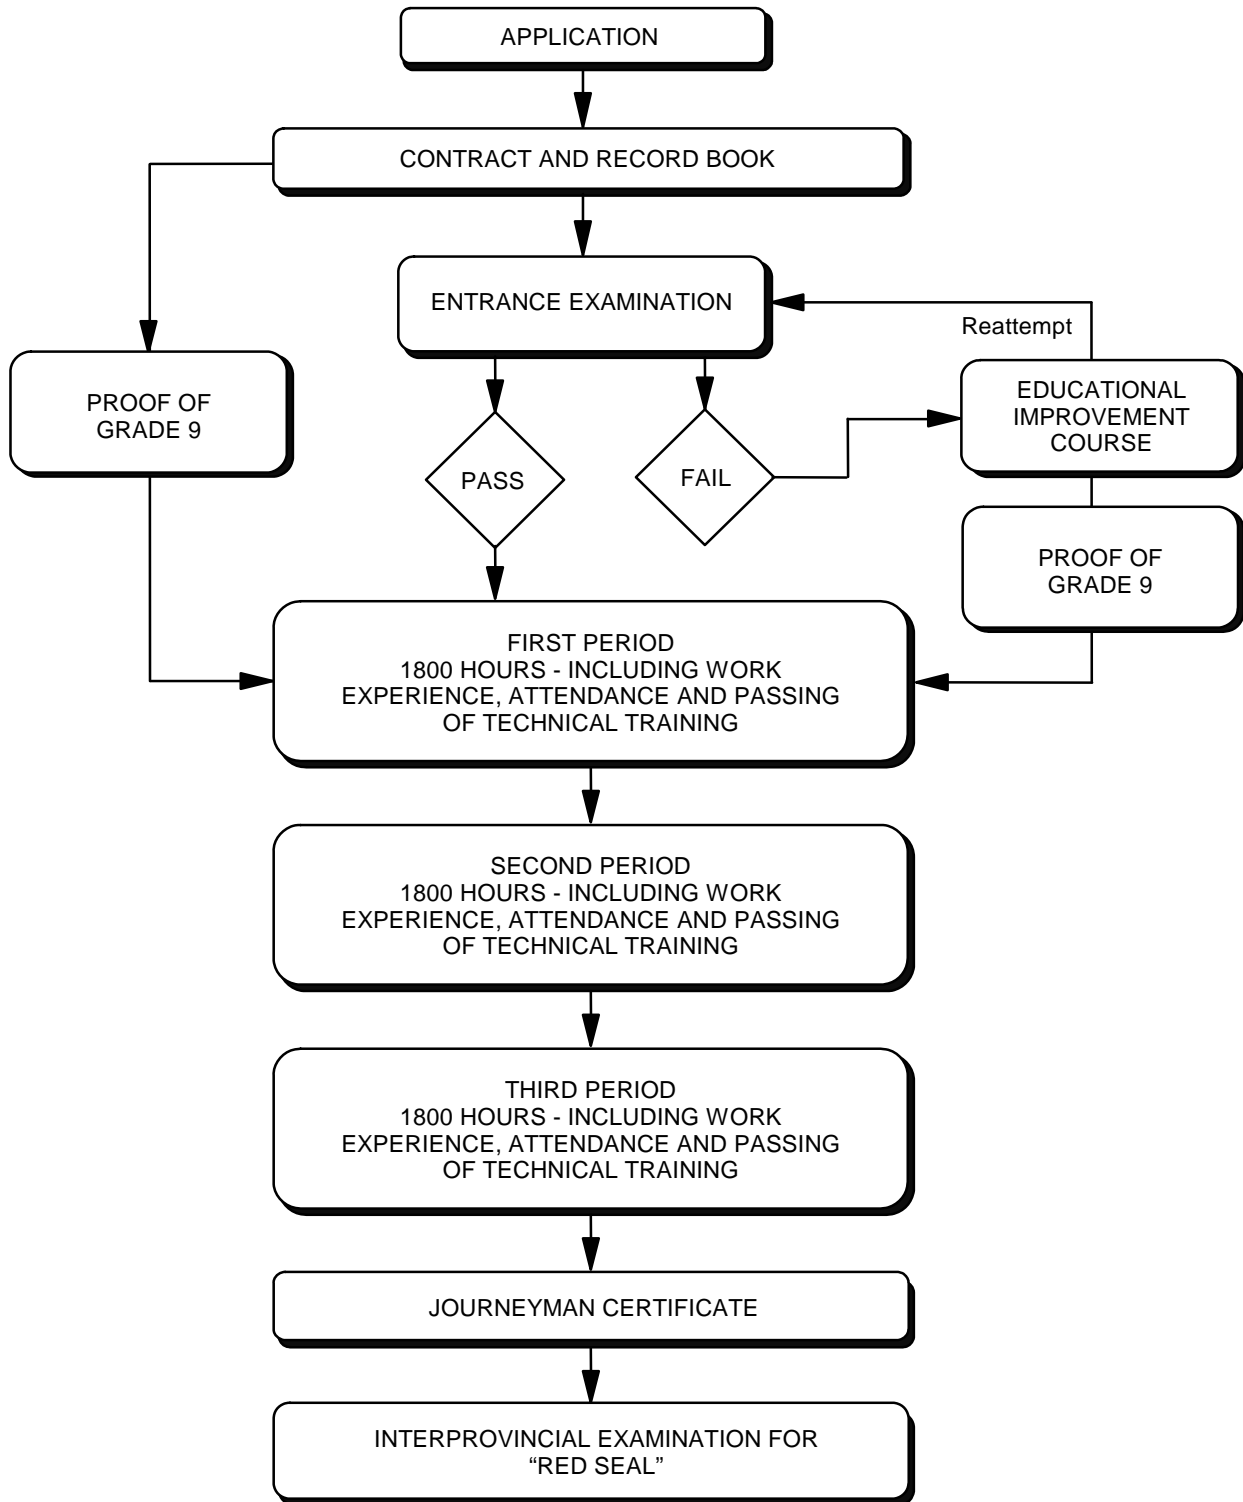 APPLICATION
CONTRACT AND RECORD BOOK
ENTRANCE EXAMINATION
Reattempt
PROOF OF
GRADE 9
EDUCATIONAL
IMPROVEMENT
COURSE
PASS
FAIL
PROOF OF
GRADE 9
FIRST PERIOD
1800 HOURS - INCLUDING WORK
EXPERIENCE, ATTENDANCE AND PASSING
OF TECHNICAL TRAINING
SECOND PERIOD
1800 HOURS - INCLUDING WORK
EXPERIENCE, ATTENDANCE AND PASSING
OF TECHNICAL TRAINING
THIRD PERIOD
1800 HOURS - INCLUDING WORK
EXPERIENCE, ATTENDANCE AND PASSING
OF TECHNICAL TRAINING
JOURNEYMAN CERTIFICATE
INTERPROVINCIAL EXAMINATION FOR
“RED SEAL”